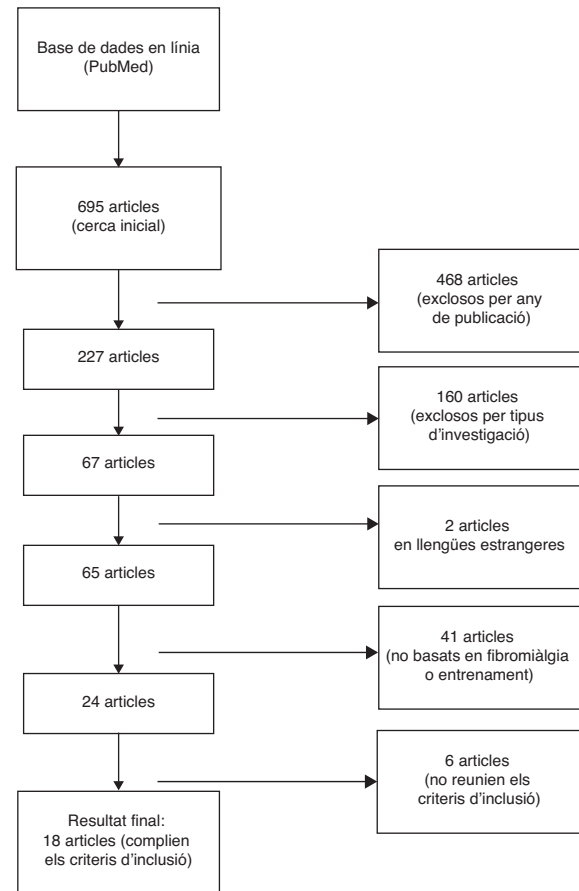 Base de dades en línia
(PubMed)
695 articles
(cerca inicial)
468 articles
(exclosos per any
de publicació)
227 articles
160 articles
(exclosos per tipus
d’investigació)
67 articles
2 articles
en llengües estrangeres
65 articles
41 articles
(no basats en fibromiàlgia
o entrenament)
24 articles
6 articles
(no reunien els
criteris d’inclusió)
Resultat final:
18 articles (complien
els criteris d’inclusió)